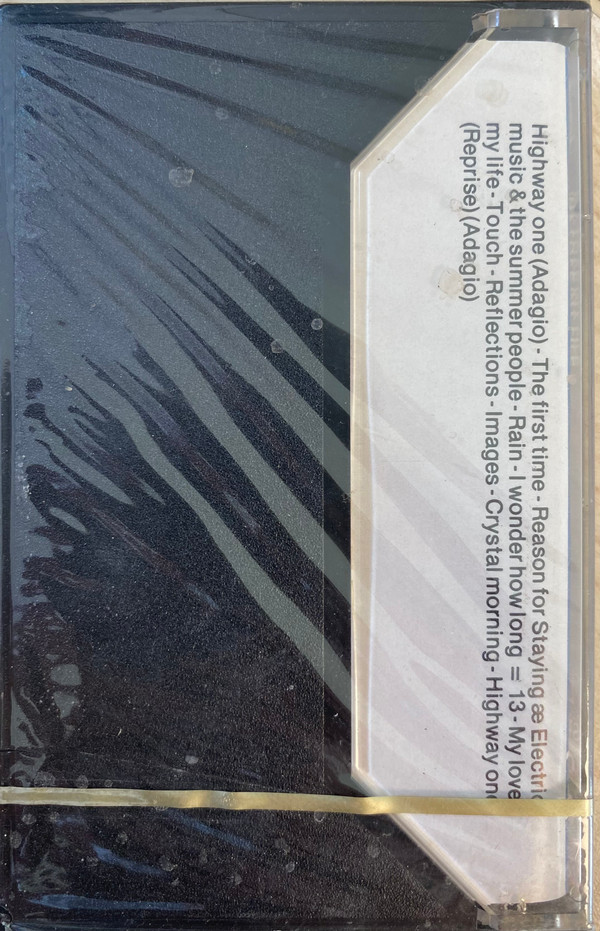 Highway one (Adagio) - The first time - Reason for Staying æ Electric
music & the summer people - Rain - I wonder how long = 13 - My love
my life - Touch - Reflections - Images - Crystal morning - Highway one
(Reprise) (Adagio)